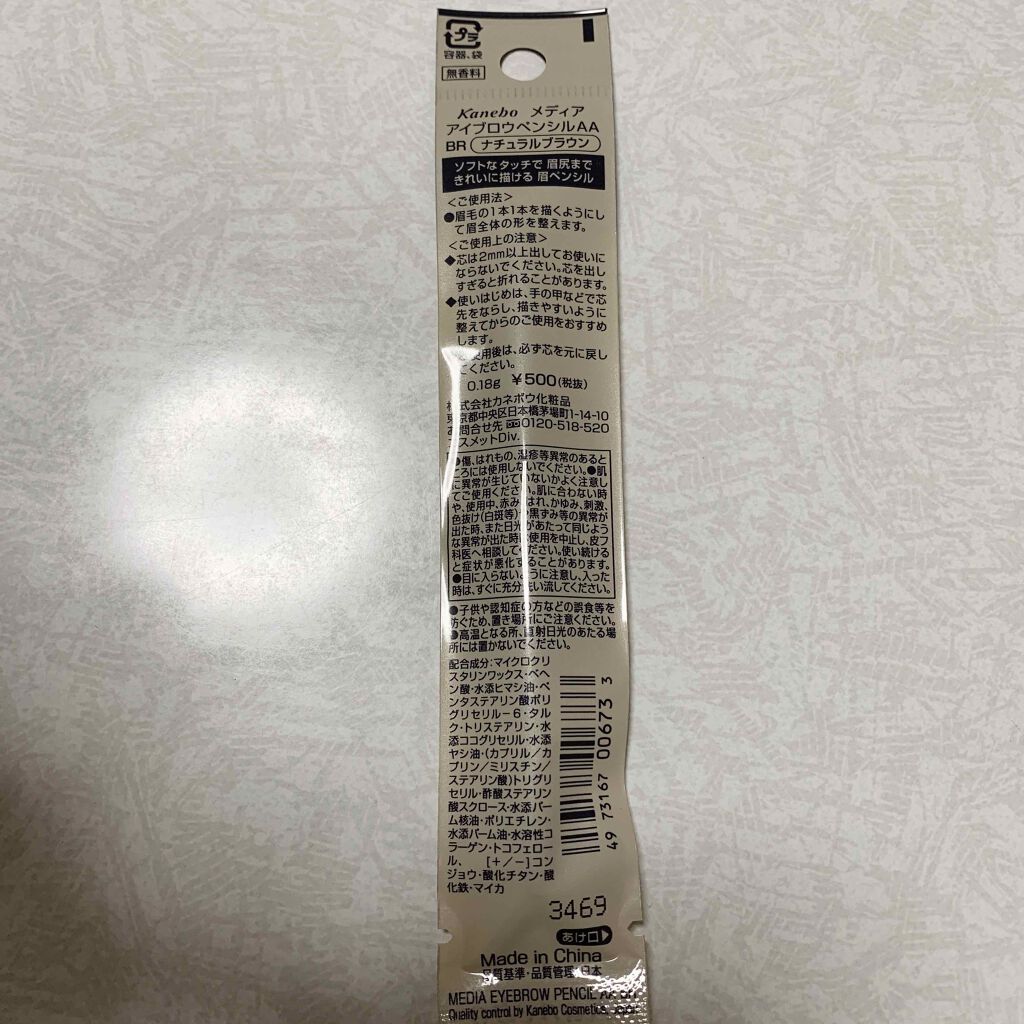 プラ
容器、袋
無香料
Kanebo メディア
アイブロウペンシルAA
BR ナチュラルブラウン
ソフトなタッチで 眉尻まで
きれいに描ける 眉ペンシル
<ご使用法>
●眉毛の1本1本を描くようにし
て眉全体の形を整えます。
<ご使用上の注意>
◆芯は2mm以上出してお使いに
ならないでください。芯を出し
すぎると折れることがあります。
◆使いはじめは、手の甲などで芯
先をならし、描きやすいように
整えてからのご使用をおすすめ
します。
使用後は、必ず芯を元に戻し
てください。
0.18g ¥500(税抜)
株式会社カネボウ化粧品
東京都中央区日本橋茅場町1-14-10
お問合せ先 0120-518-520
コスメットDiv.
●傷、はれもの、湿疹等異常のあると
ころには使用しないでください。●肌
に異常が生じていないかよく注意し
てご使用ください。肌に合わない時
や、使用中、赤み、はれ、かゆみ、刺激、
色抜け(白斑等)や黒ずみ等の異常が
出た時、また日光があたって同じよう
な異常が出た時は使用を中止し、皮フ
科医へ相談してください。使い続ける
と症状が悪化することがあります。
●目に入らないように注意し、入った
時は、すぐに充分洗い流してください。
●子供や認知症の方などの誤食等を
防ぐため、置き場所にご注意ください。
●高温となる所、直射日光のあたる場
所には置かないでください。
配合成分:マイクロクリ
スタリンワックス・ベヘ
ン酸・水添ヒマシ油・ペ
ンタステアリン酸ポリ
グリセリル-6・タル
ク・トリステアリン・水
添ココグリセリル・水添
ヤシ油・(カプリル/カ
プリン/ミリスチン/
ステアリン酸)トリグリ
セリル・酢酸ステアリン
酸スクロース・水添パー
ム核油・ポリエチレン・
水添パーム油・水溶性コ
ラーゲン・トコフェロー
ル、 [+/-]コン
ジョウ・酸化チタン・酸
化鉄・マイカ
49 73167 00673 3
3469
あけ口▶
Made in China
品質基準・品質管理 日本
MEDIA EYEBROW PENCIL
Quality control by Kanebo Cosmetics,